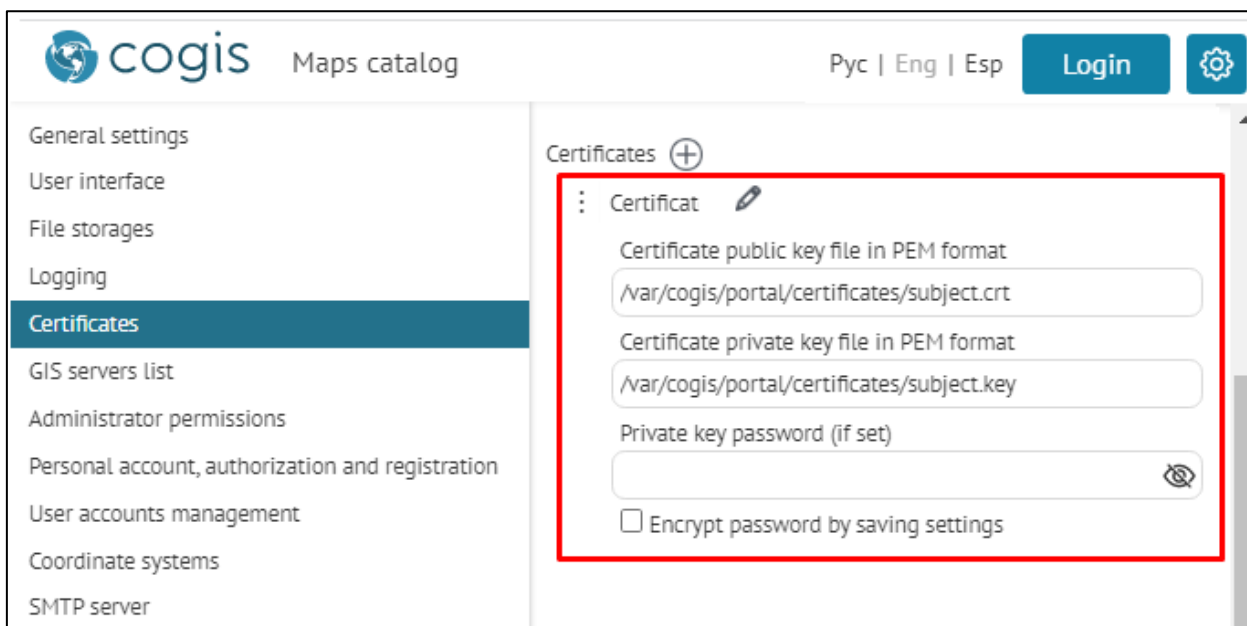 cogis Maps catalog Рус | Eng | Esp Login
General settings
User interface
File storages
Logging
Certificates
GIS servers list
Administrator permissions
Personal account, authorization and registration
User accounts management
Coordinate systems
SMTP server
Certificates
Certificat
Certificate public key file in PEM format
/var/cogis/portal/certificates/subject.crt
Certificate private key file in PEM format
/var/cogis/portal/certificates/subject.key
Private key password (if set)
Encrypt password by saving settings